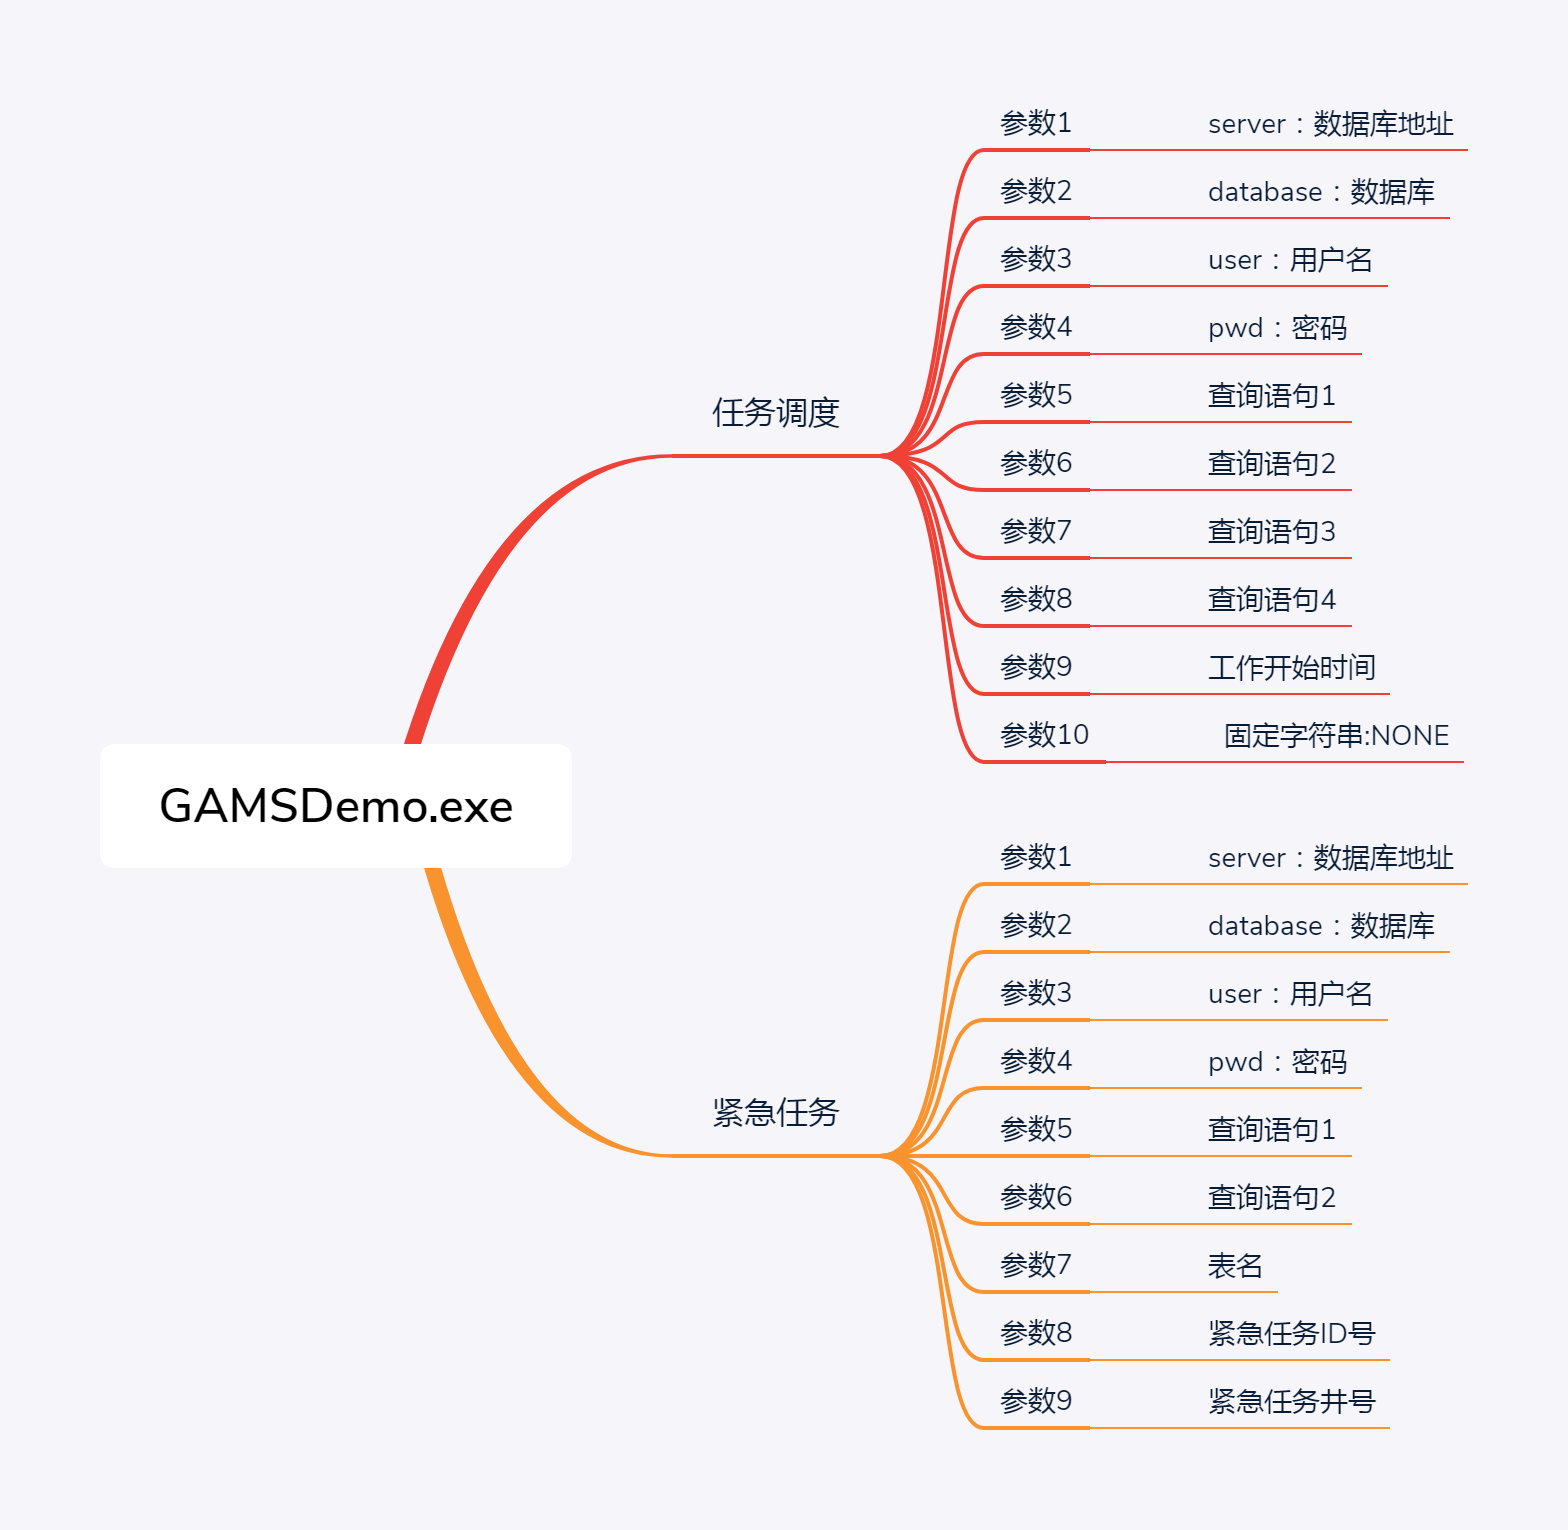 GAMSDemo.exe
任务调度
参数1 server：数据库地址
参数2 database：数据库
参数3 user：用户名
参数4 pwd：密码
参数5 查询语句1
参数6 查询语句2
参数7 查询语句3
参数8 查询语句4
参数9 工作开始时间
参数10 固定字符串:NONE
紧急任务
参数1 server：数据库地址
参数2 database：数据库
参数3 user：用户名
参数4 pwd：密码
参数5 查询语句1
参数6 查询语句2
参数7 表名
参数8 紧急任务ID号
参数9 紧急任务井号